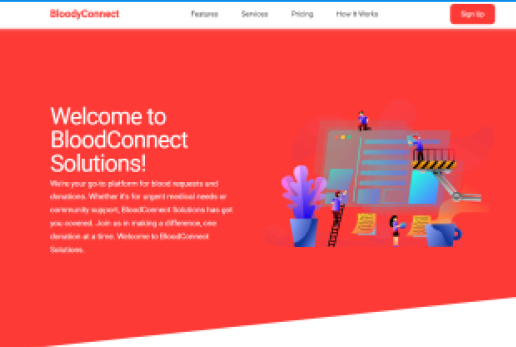 BloodyConnect
Features Services Pricing How It Works Sign Up
Welcome to
BloodConnect
Solutions!
We're your go-to platform for blood requests and
donations. Whether it's for urgent medical needs or
community support, BloodConnect Solutions has got
you covered. Join us in making a difference, one
donation at a time. Welcome to BloodConnect
Solutions.